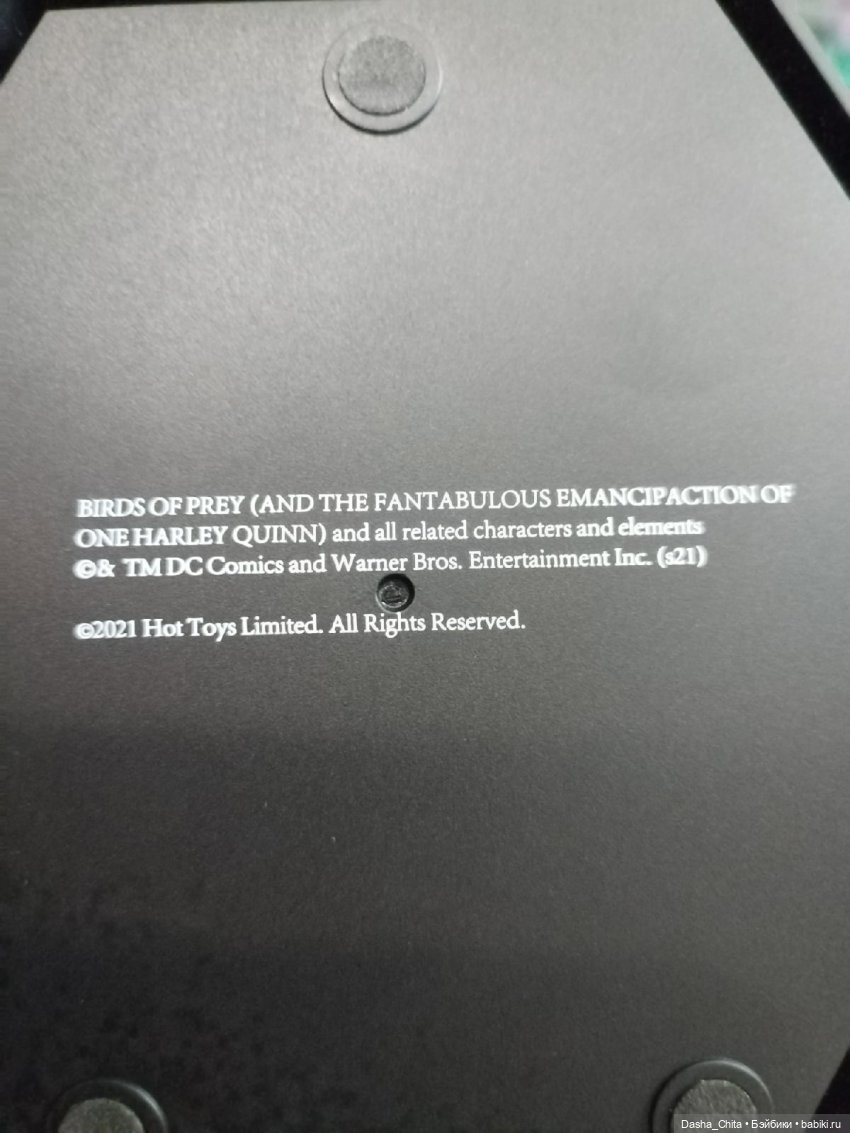 BIRDS OF PREY (AND THE FANTABULOUS EMANCIPACTION OF
ONE HARLEY QUINN) and all related characters and elements
©& TM DC Comics and Warner Bros. Entertainment Inc. (s21)
©2021 Hot Toys Limited. All Rights Reserved.
Dasha_Chita • Бэйбики • babiki.ru